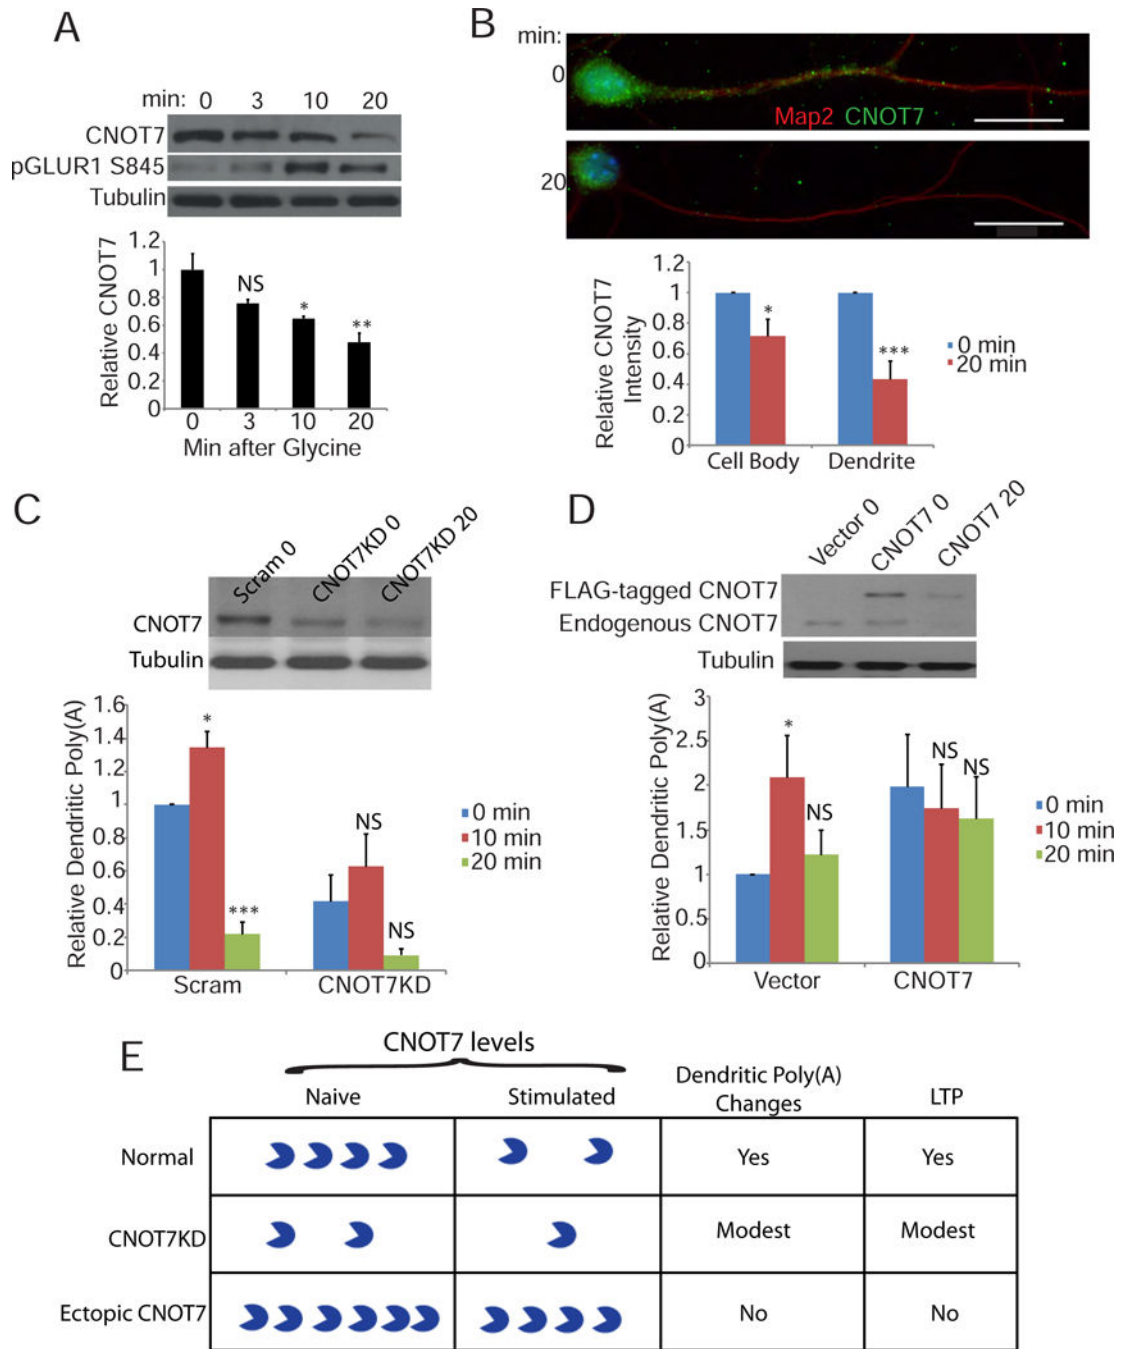 A
min: 0 3 10 20
CNOT7
pGLUR1 S845
Tubulin
Relative CNOT7
1.2
1
0.8
0.6
0.4
0.2
0
NS
*
**
0 3 10 20
Min after Glycine
B
min:
0
Map2 CNOT7
20
Relative CNOT7
Intensity
1.2
1
0.8
0.6
0.4
0.2
0
*
***
0 min
20 min
Cell Body Dendrite
C
Scram 0
CNOT7KD 0
CNOT7KD 20
CNOT7
Tubulin
Relative Dendritic Poly(A)
1.6
1.4
1.2
1
0.8
0.6
0.4
0.2
0
*
***
NS
NS
0 min
10 min
20 min
Scram CNOT7KD
D
Vector 0
CNOT7 0
CNOT7 20
FLAG-tagged CNOT7
Endogenous CNOT7
Tubulin
Relative Dendritic Poly(A)
3
2.5
2
1.5
1
0.5
0
*
NS
NS
NS
0 min
10 min
20 min
Vector CNOT7
E
CNOT7 levels
Naive Stimulated Dendritic Poly(A)
Changes LTP
Normal Yes Yes
CNOT7KD Modest Modest
Ectopic CNOT7 No No